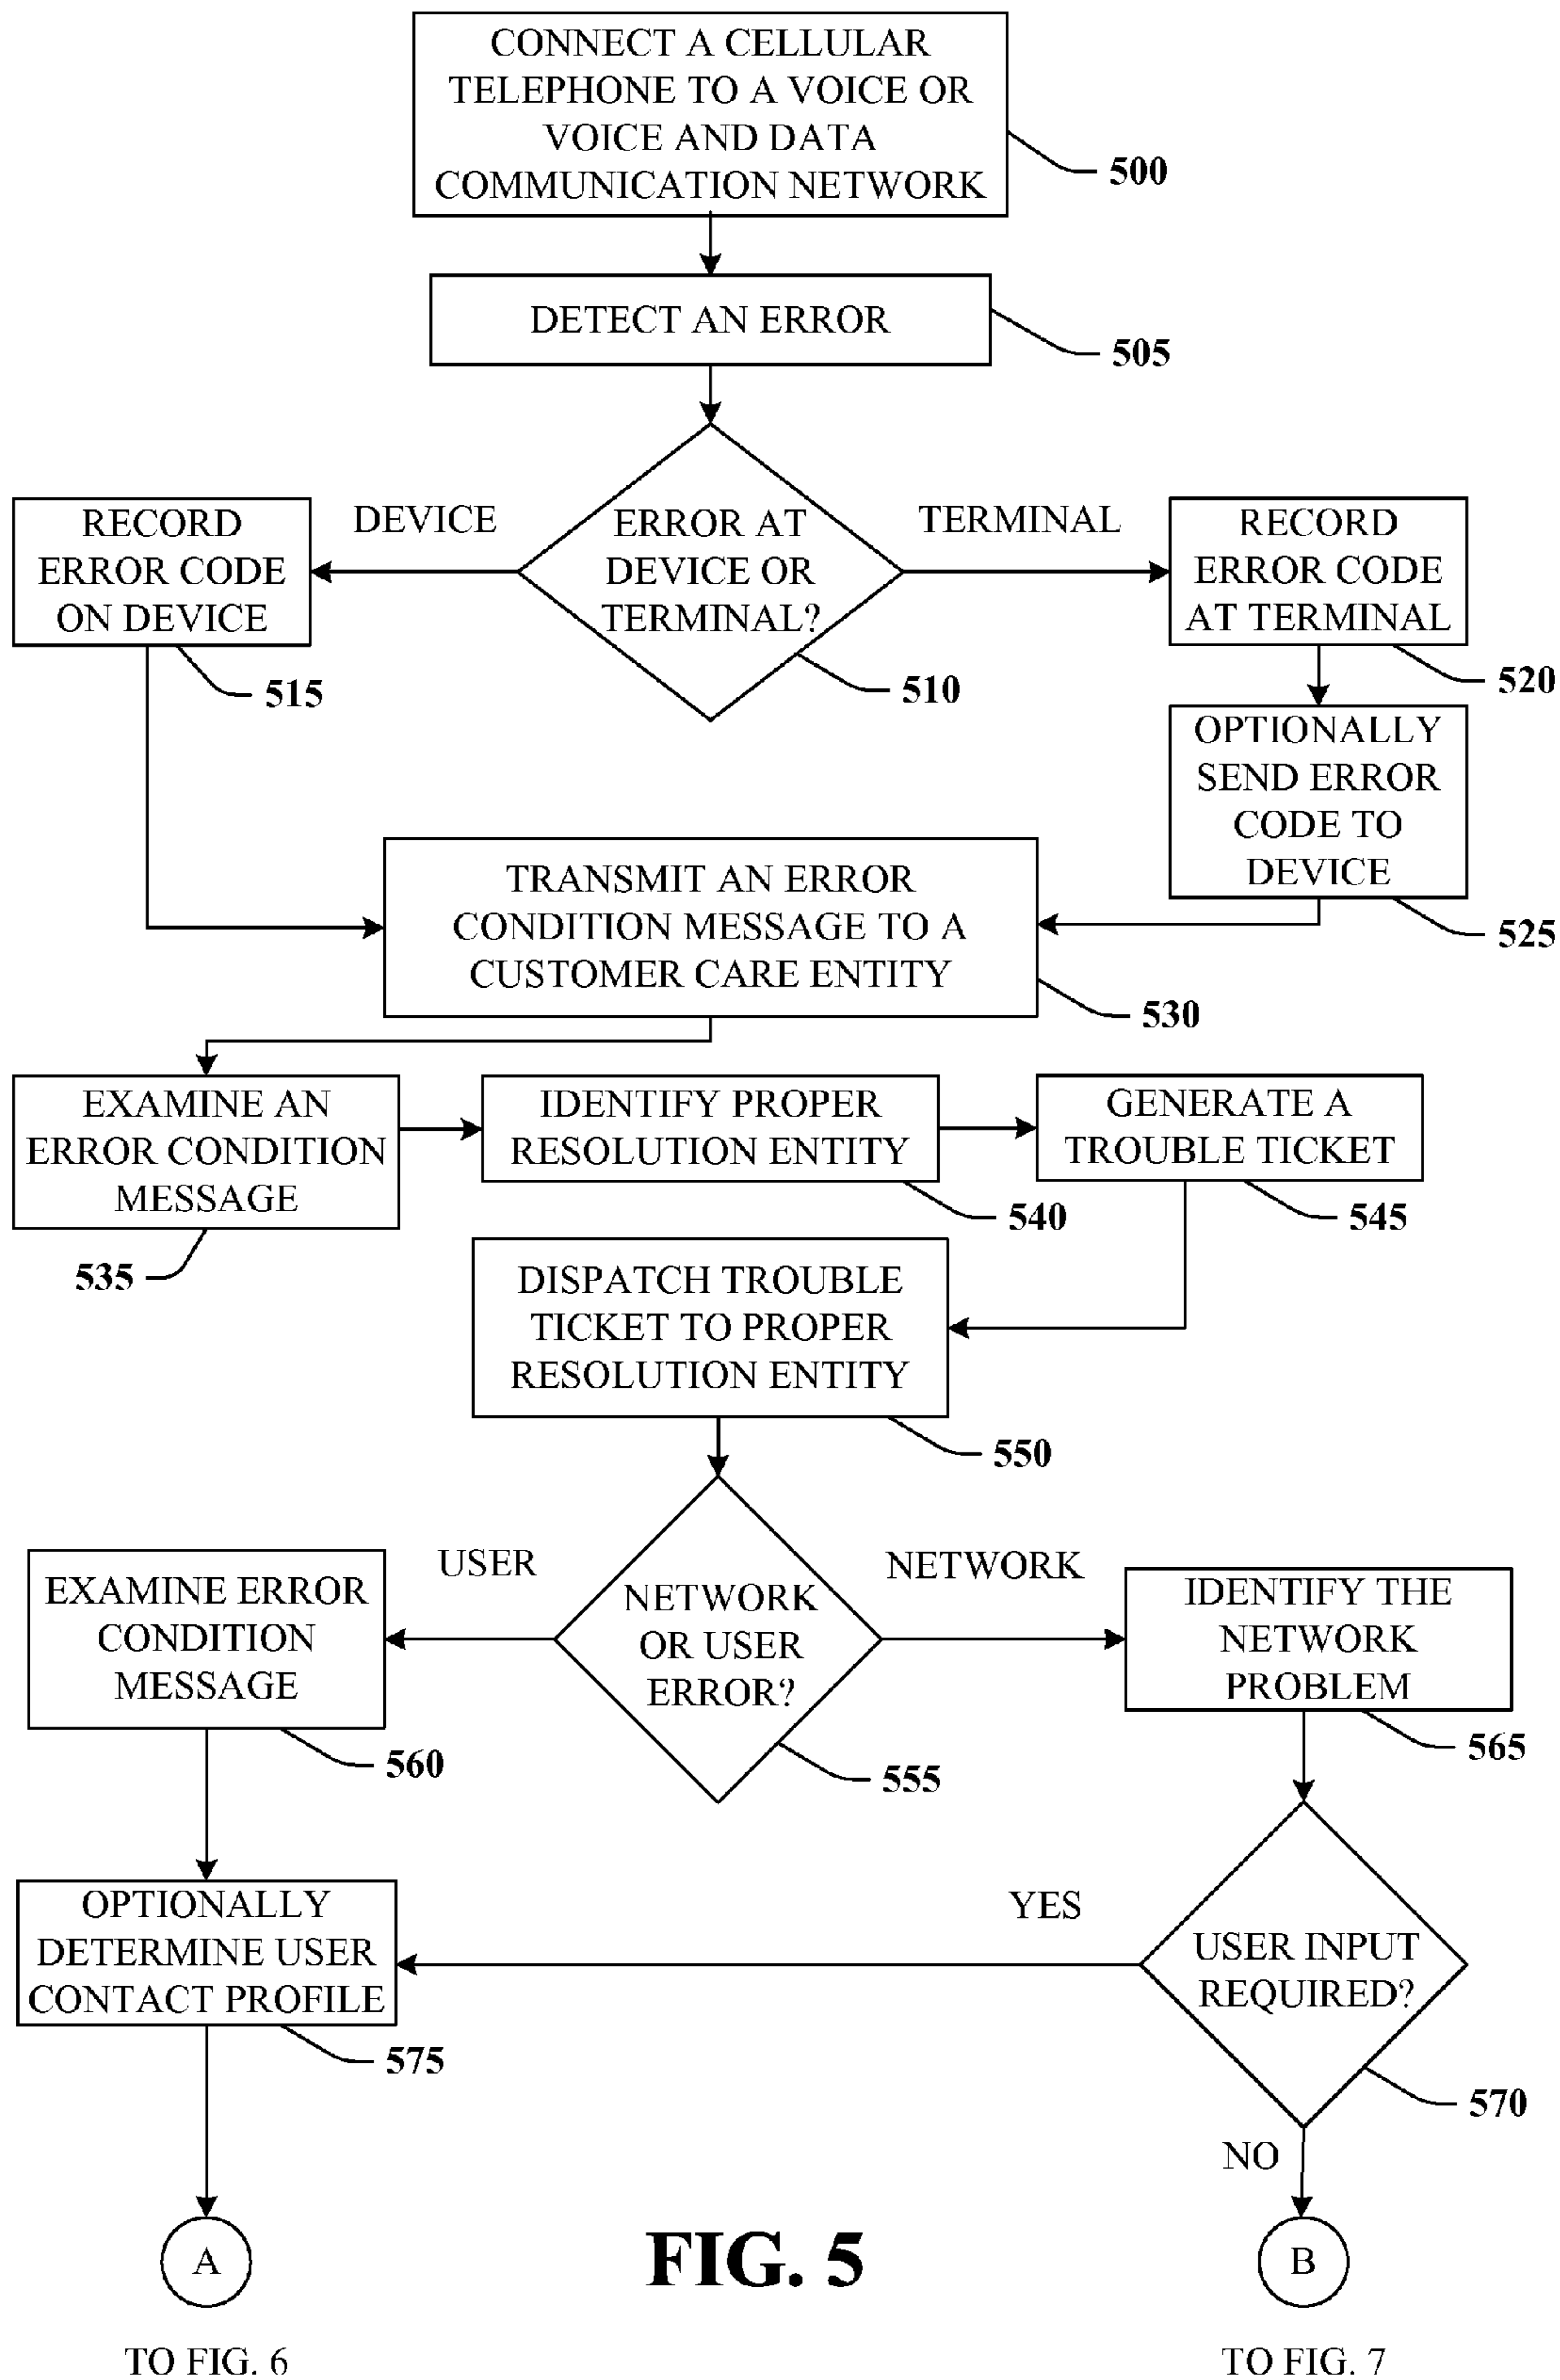 CONNECT A CELLULAR
TELEPHONE TO A VOICE OR
VOICE AND DATA
COMMUNICATION NETWORK
500
DETECT AN ERROR
505
ERROR AT
DEVICE OR
TERMINAL?
510
DEVICE
TERMINAL
RECORD
ERROR CODE
ON DEVICE
515
RECORD
ERROR CODE
AT TERMINAL
520
OPTIONALLY
SEND ERROR
CODE TO
DEVICE
525
TRANSMIT AN ERROR
CONDITION MESSAGE TO A
CUSTOMER CARE ENTITY
530
EXAMINE AN
ERROR CONDITION
MESSAGE
535
IDENTIFY PROPER
RESOLUTION ENTITY
540
GENERATE A
TROUBLE TICKET
545
DISPATCH TROUBLE
TICKET TO PROPER
RESOLUTION ENTITY
550
NETWORK
OR USER
ERROR?
555
USER
NETWORK
EXAMINE ERROR
CONDITION
MESSAGE
560
IDENTIFY THE
NETWORK
PROBLEM
565
USER INPUT
REQUIRED?
570
YES
NO
OPTIONALLY
DETERMINE USER
CONTACT PROFILE
575
A
TO FIG. 6
FIG. 5
B
TO FIG. 7